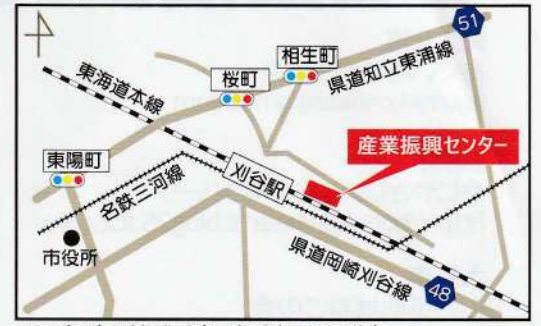 51
相生町
県道知立東浦線
桜町
東海道本線
産業振興センター
東陽町
刈谷駅
名鉄三河線
市役所
県道岡崎刈谷線
48